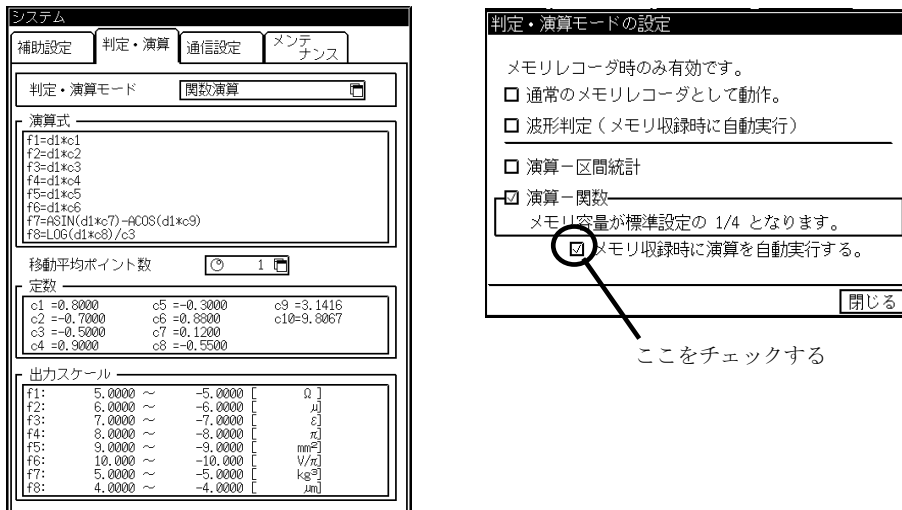 システム
補助設定
判定・演算
通信設定
メンテ
ナンス
判定・演算モード
関数演算
演算式
f1=d1*c1
f2=d1*c2
f3=d1*c3
f4=d1*c4
f5=d1*c5
f6=d1*c6
f7=ASIN(d1*c7)-ACOS(d1*c9)
f8=LOG(d1*c8)/c3
移動平均ポイント数 1
定数
c1 =0.8000 c5 =-0.3000 c9 =3.1416
c2 =-0.7000 c6 =0.8800 c10=9.8067
c3 =-0.5000 c7 =0.1200
c4 =0.9000 c8 =-0.5500
出力スケール
f1: 5.0000 ～ -5.0000 [ Ω]
f2: 6.0000 ～ -6.0000 [ μ]
f3: 7.0000 ～ -7.0000 [ ε]
f4: 8.0000 ～ -8.0000 [ π]
f5: 9.0000 ～ -9.0000 [ mm²]
f6: 10.000 ～ -10.000 [ V/π]
f7: 5.0000 ～ -5.0000 [ kg³]
f8: 4.0000 ～ -4.0000 [ μm]
判定・演算モードの設定
メモリレコーダ時のみ有効です。
通常のメモリレコーダとして動作。
波形判定（メモリ収録時に自動実行）
演算－区間統計
演算－関数
メモリ容量が標準設定の 1/4 となります。
メモリ収録時に演算を自動実行する。
閉じる
ここをチェックする